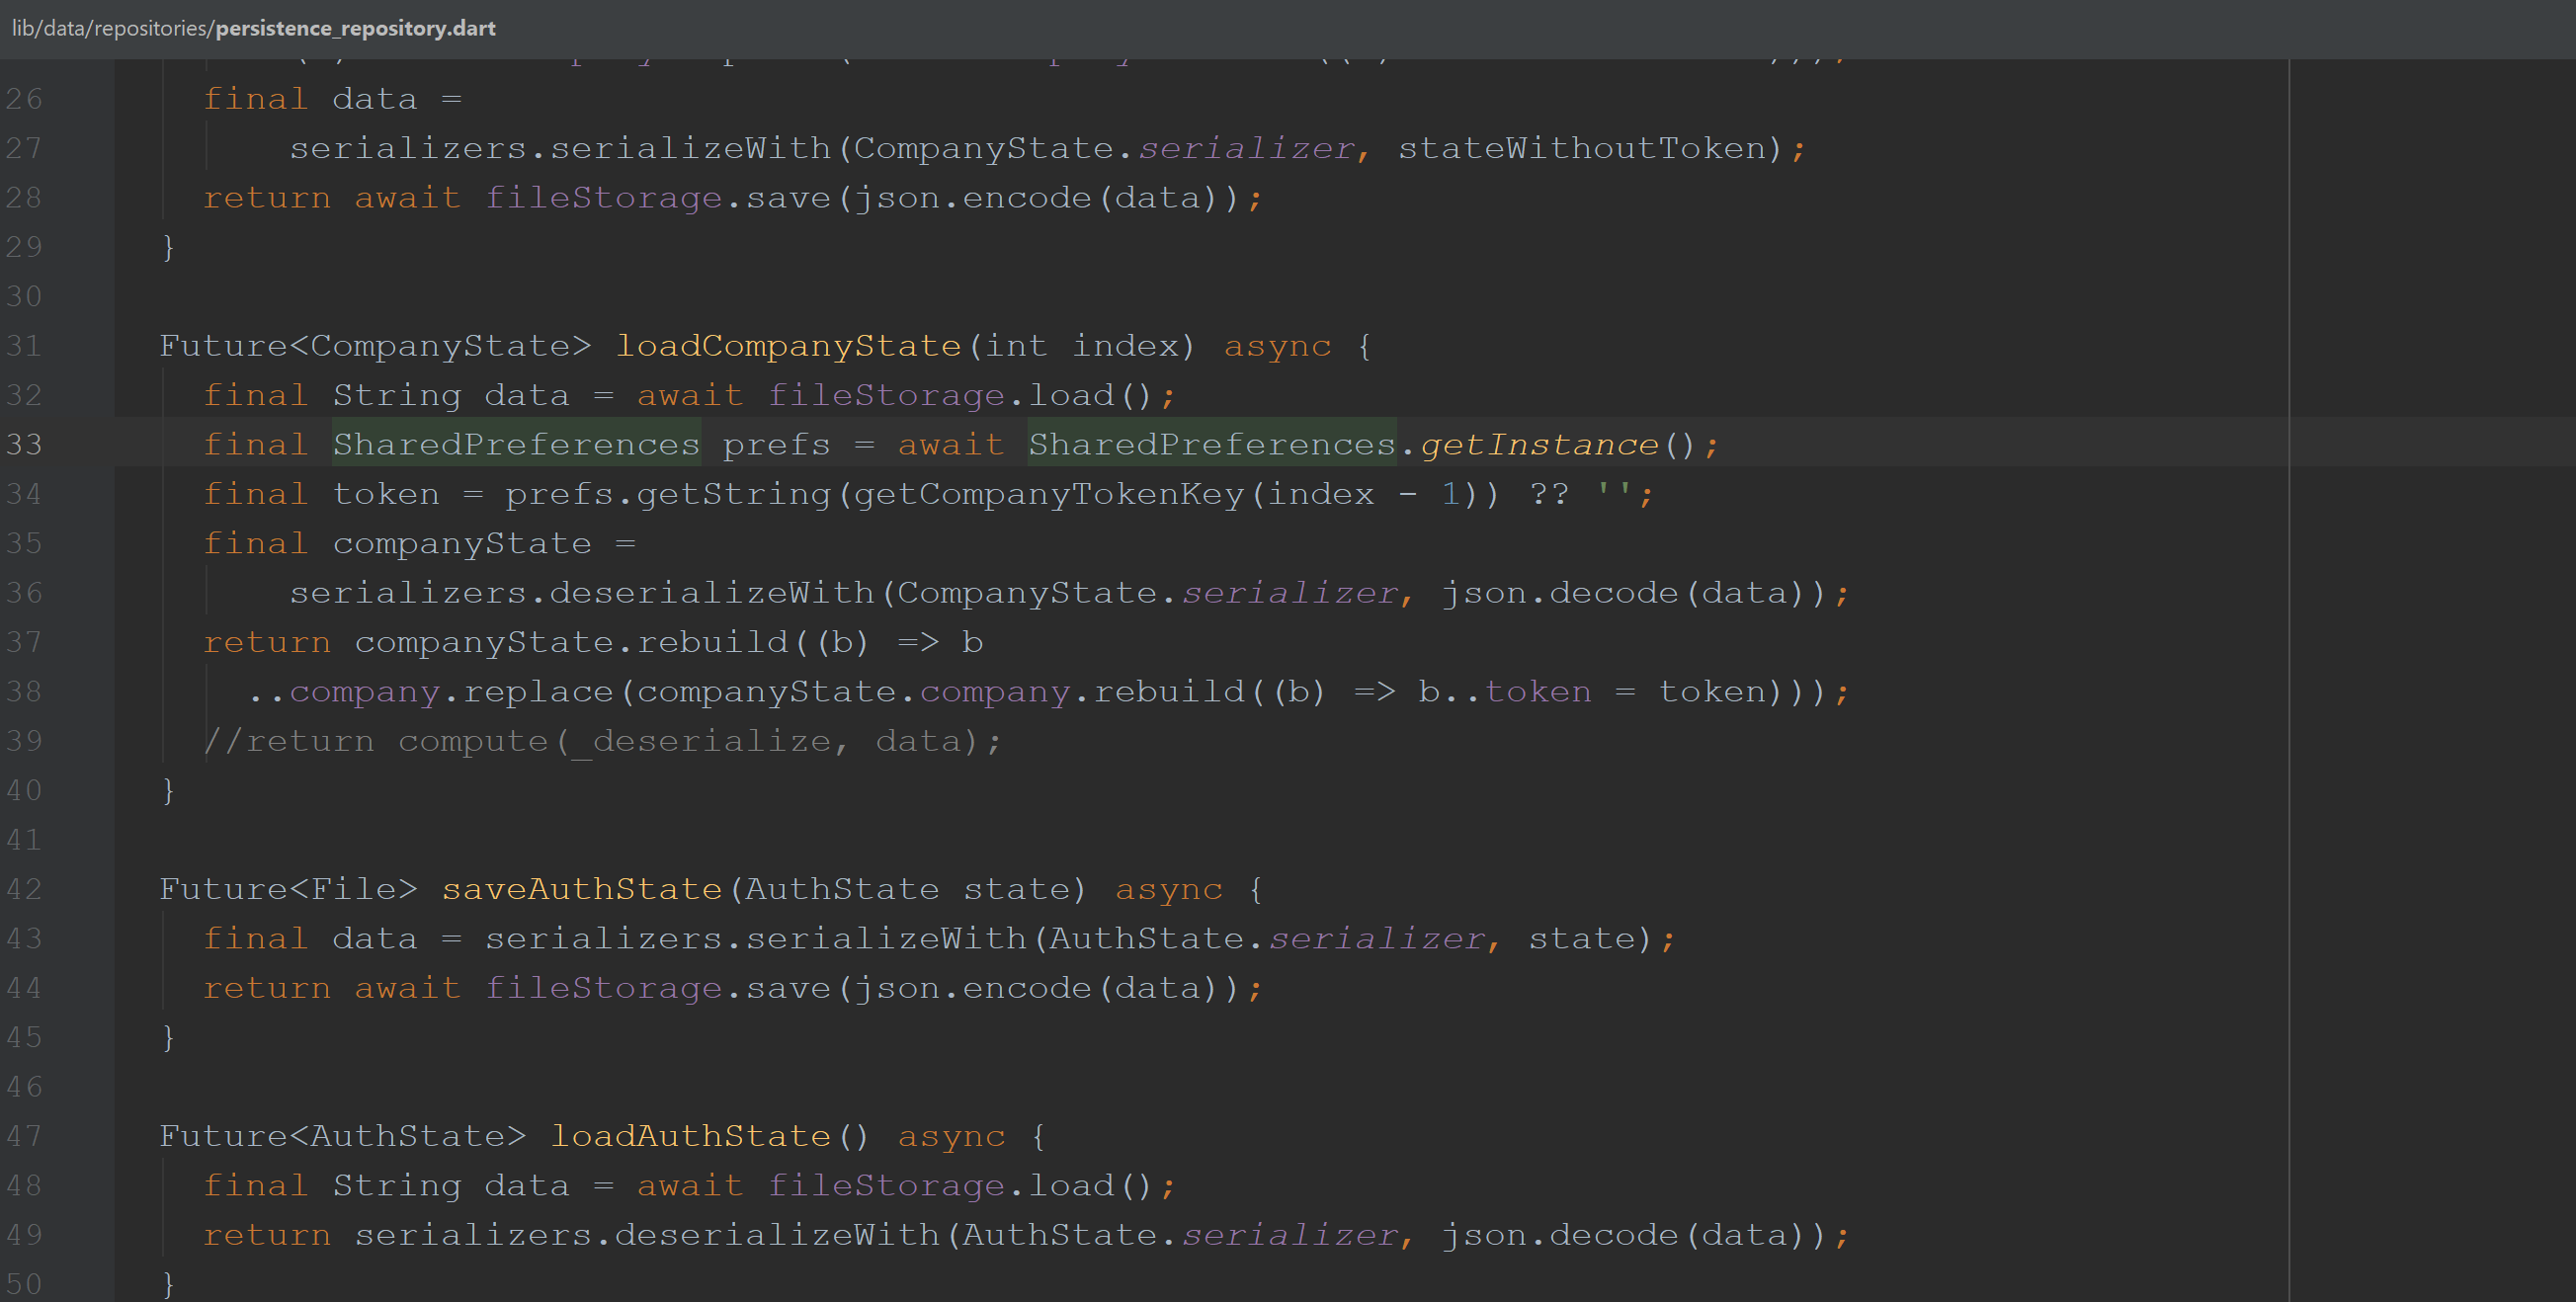 lib/data/repositories/persistence_repository.dart
26 final data =
27 serializers.serializeWith(CompanyState.serializer, stateWithoutToken);
28 return await fileStorage.save(json.encode(data));
29 }
30
31 Future<CompanyState> loadCompanyState(int index) async {
32 final String data = await fileStorage.load();
33 final SharedPreferences prefs = await SharedPreferences.getInstance();
34 final token = prefs.getString(getCompanyTokenKey(index - 1)) ?? '';
35 final companyState =
36 serializers.deserializeWith(CompanyState.serializer, json.decode(data));
37 return companyState.rebuild((b) => b
38 ..company.replace(companyState.company.rebuild((b) => b..token = token)));
39 //return compute(_deserialize, data);
40 }
41
42 Future<File> saveAuthState(AuthState state) async {
43 final data = serializers.serializeWith(AuthState.serializer, state);
44 return await fileStorage.save(json.encode(data));
45 }
46
47 Future<AuthState> loadAuthState() async {
48 final String data = await fileStorage.load();
49 return serializers.deserializeWith(AuthState.serializer, json.decode(data));
50 }